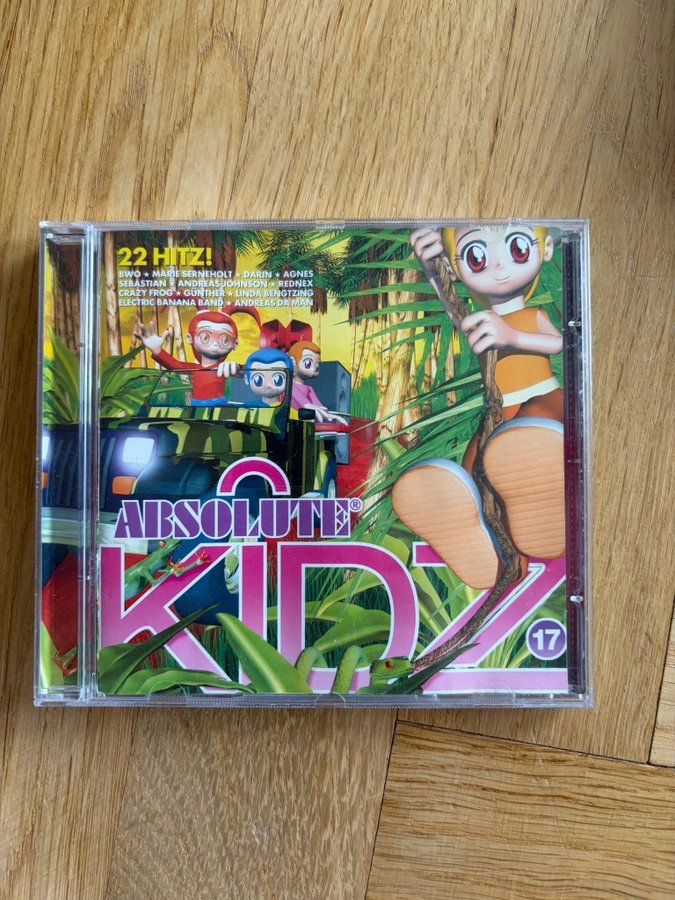 22 HITZ!
BWO ★ MARIE SERNEHOLT ★ DARIN ★ AGNES
SEBASTIAN ★ ANDREAS JOHNSON ★ REDNEX
CRAZY FROG ★ GÜNTHER ★ LINDA BENGTZING
ELECTRIC BANANA BAND ★ ANDREAS DA MAN
ABSOLUTE®
KIDZ
17